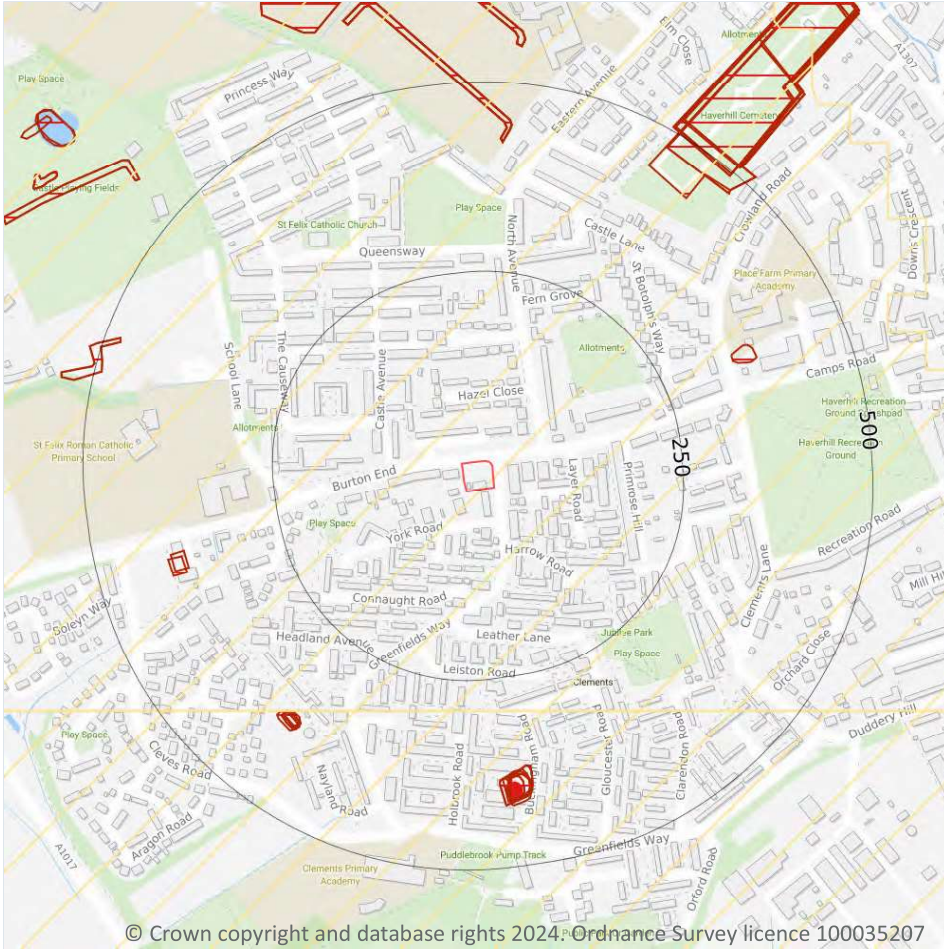 Elm Close
Allotments
A1307
Play Space
Princess Way
Eastern Avenue
Haverhill Cemetery
Castle Playing Fields
Crowland Road
Downs Crescent
St Felix Catholic Church
Play Space
North Avenue
Castle Lane
Queensway
St Botolph's Way
Place Farm Primary
Academy
Fern Grove
School Lane
The Causeway
Castle Avenue
Allotments
Camps Road
Hazel Close
Haverhill Recreation
Ground
St Felix Roman Catholic
Primary School
Allotments
250
500
Haverhill Recreation
Ground
Burton End
Layer Road
Primrose Hill
Play Space
York Road
Harrow Road
Recreation Road
Mill Hill
Clements Lane
Soleyn Way
Connaught Road
Headland Avenue
Greenfields Way
Leather Lane
Jubilee Park
Play Space
Orchard Close
Leiston Road
Clements
Duddery Hill
Play Space
Cleves Road
Holbrook Road
Buckingham Road
Gloucester Road
Clarendon Road
Nayland Road
Aragon Road
A1017
Greenfields Way
Puddlebrook Pump Track
Clements Primary
Academy
Orford Road
© Crown copyright and database rights 2024. Ordnance Survey licence 100035207